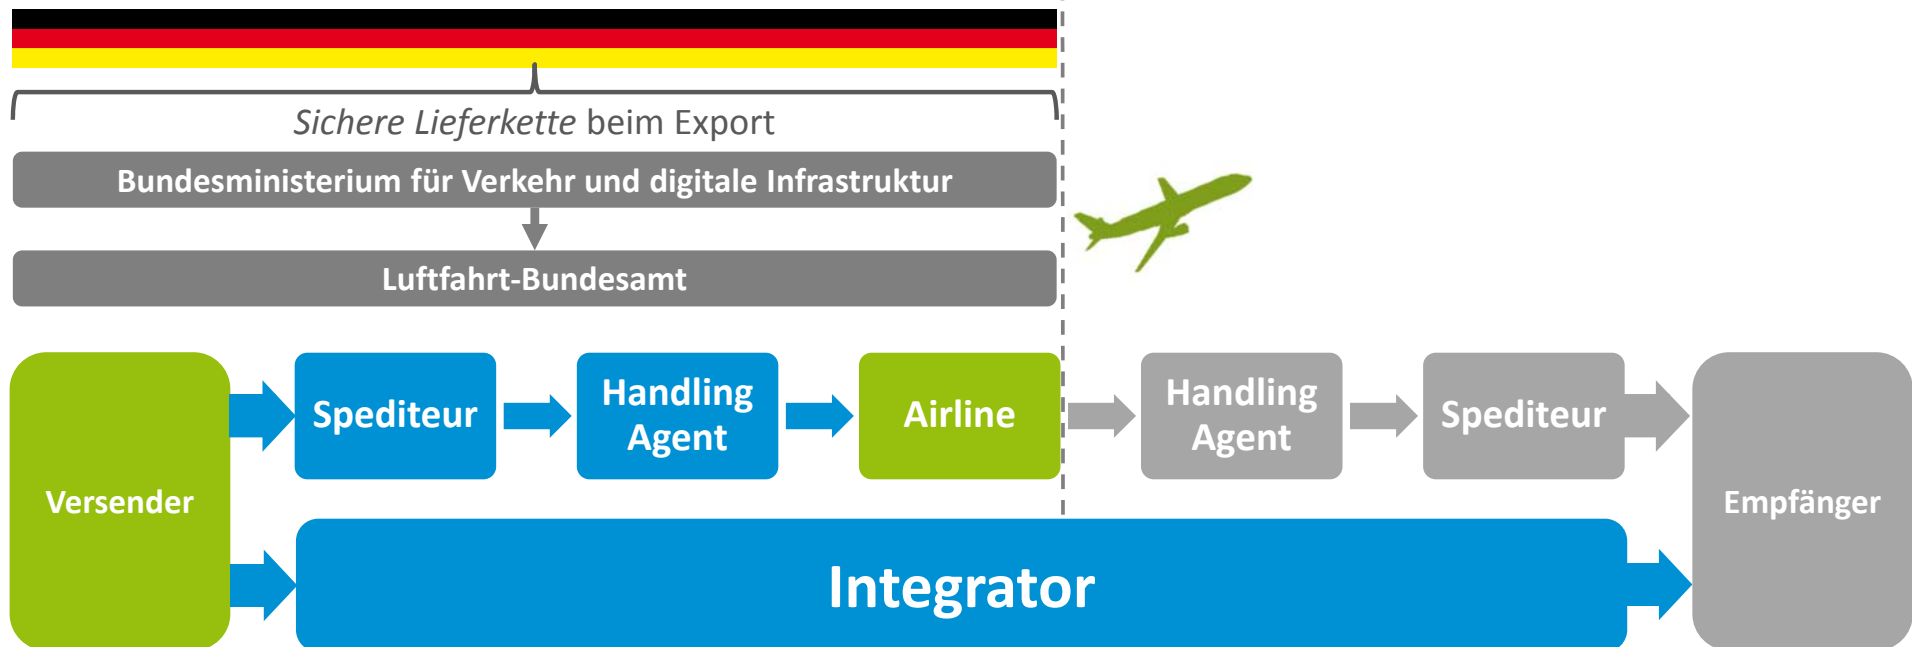 Sichere Lieferkette beim Export
Bundesministerium für Verkehr und digitale Infrastruktur
Luftfahrt-Bundesamt
Versender
Spediteur
Handling
Agent
Airline
Handling
Agent
Spediteur
Empfänger
Integrator